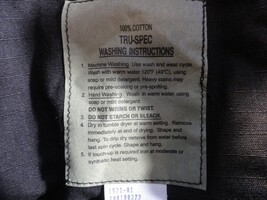 100% COTTON
TRU-SPEC
WASHING INSTRUCTIONS
1. Machine Washing: Use wash and wear cycle.
Wash with warm water 120°F (49°C), using
soap or mild detergent. Heavy stains may
require pre-soaking or pre-spotting.
2. Hand Washing: Wash in warm water, using
soap or mild detergent.
DO NOT WRING OR TWIST.
3. DO NOT STARCH OR BLEACH.
4. Dry in tumble dryer at warm setting. Remove
immediately at end of drying. Shape and
hang. To drip dry remove from water before
last spin cycle. Shape and hang.
5. If touch-up is required iron at moderate or
synthetic heat setting.